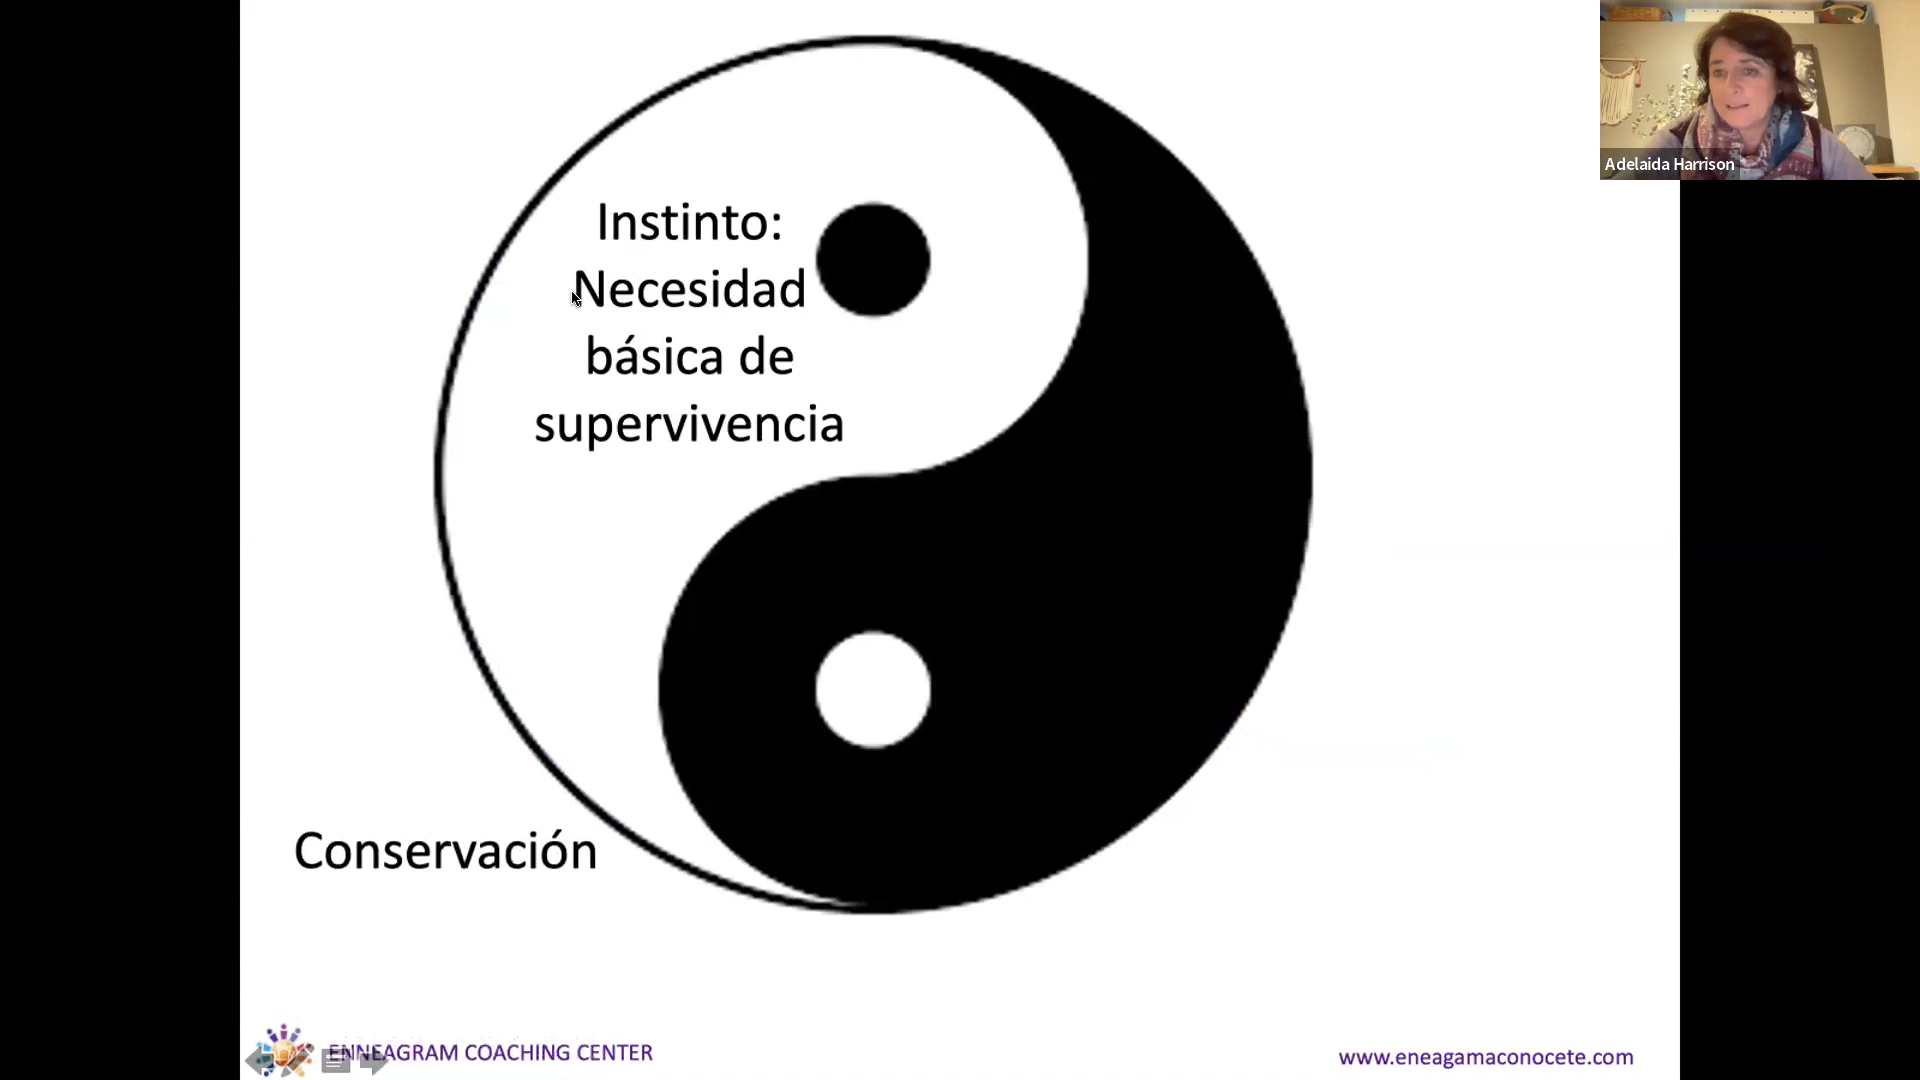 Adelaida Harrison
Instinto:
Necesidad
básica de
supervivencia
Conservación
ENNEAGRAM COACHING CENTER
www.eneagamaconocete.com